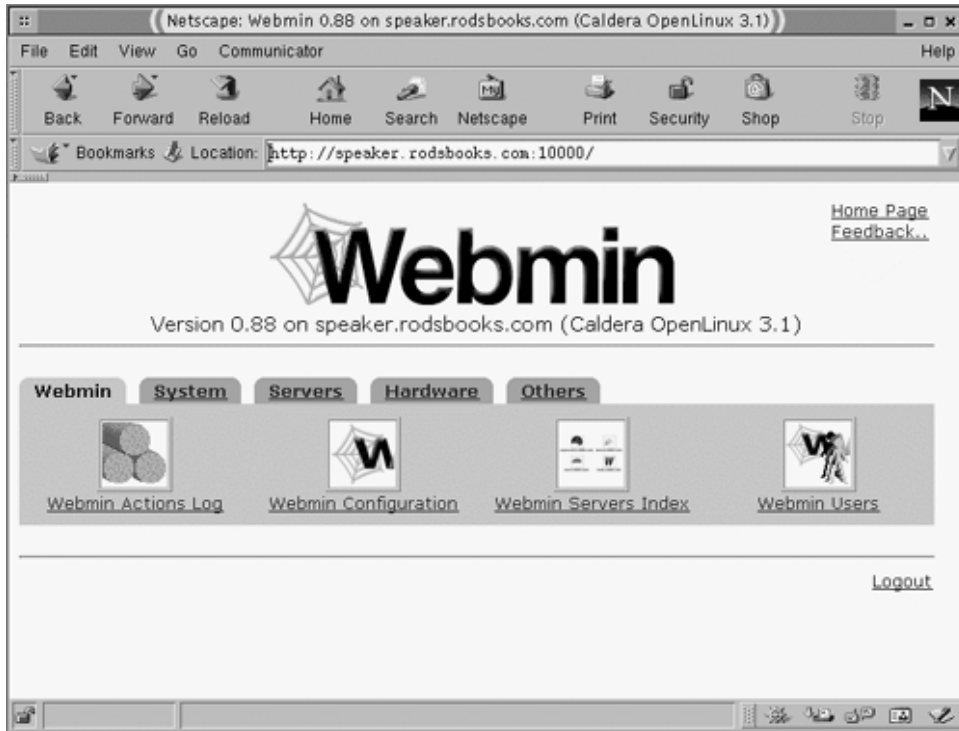 Netscape: Webmin 0.88 on speaker.rodsbooks.com (Caldera OpenLinux 3.1)
File Edit View Go Communicator Help
Back Forward Reload Home Search Netscape Print Security Shop Stop
My
N
Bookmarks Location: http://speaker.rodsbooks.com:10000/
Home Page
Feedback..
Webmin
Version 0.88 on speaker.rodsbooks.com (Caldera OpenLinux 3.1)
Webmin System Servers Hardware Others
W W W
Webmin Actions Log Webmin Configuration Webmin Servers Index Webmin Users
Logout